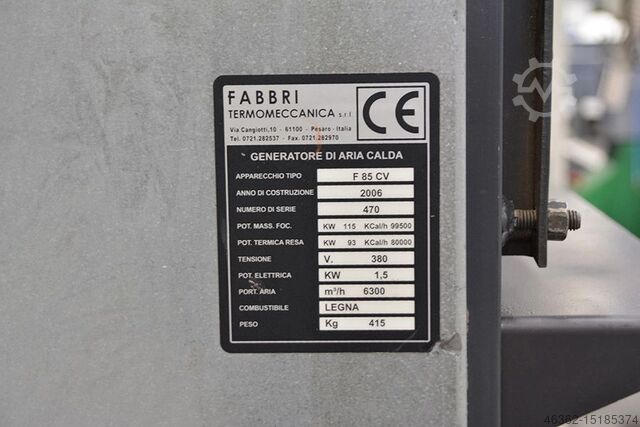 FABBRI
TERMOMECCANICA s.r.l
Via Cangiotti,10 - 61100 - Pesaro - Italia
Tel. 0721.282537 - Fax. 0721.282970
CE
GENERATORE DI ARIA CALDA
APPARECCHIO TIPO F 85 CV
ANNO DI COSTRUZIONE 2006
NUMERO DI SERIE 470
POT. MASS. FOC. KW 115 KCal/h 99500
POT. TERMICA RESA KW 93 KCal/h 80000
TENSIONE V. 380
POT. ELETTRICA KW 1,5
PORT. ARIA m³/h 6300
COMBUSTIBILE LEGNA
PESO Kg 415
46362-15185374